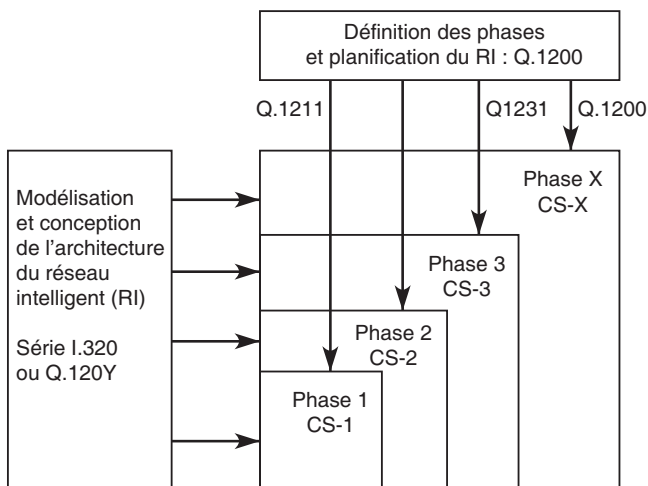 Définition des phases
et planification du RI : Q.1200
Q.1211
Q1231
Q.1200
Modélisation
et conception
de l'architecture
du réseau
intelligent (RI)
Série I.320
ou Q.120Y
Phase X
CS-X
Phase 3
CS-3
Phase 2
CS-2
Phase 1
CS-1